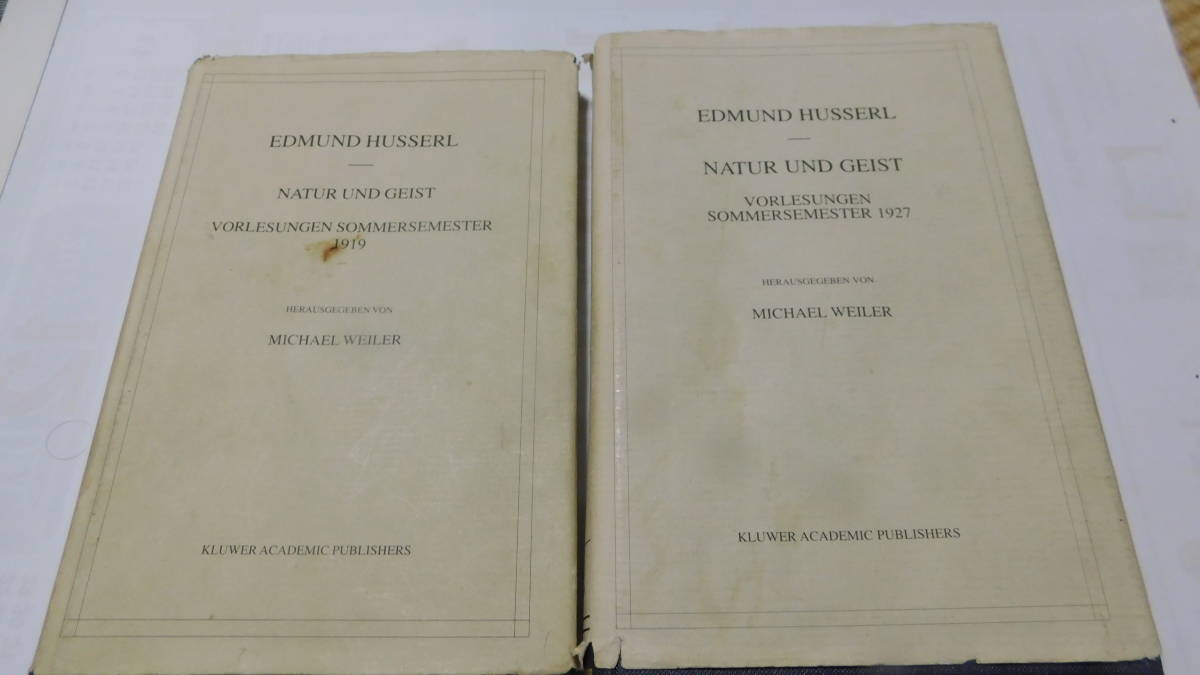 EDMUND HUSSERL
NATUR UND GEIST
VORLESUNGEN SOMMERSEMESTER
1919
HERAUSGEGEBEN VON
MICHAEL WEILER
KLUWER ACADEMIC PUBLISHERS
EDMUND HUSSERL
NATUR UND GEIST
VORLESUNGEN
SOMMERSEMESTER 1927
HERAUSGEGEBEN VON
MICHAEL WEILER
KLUWER ACADEMIC PUBLISHERS